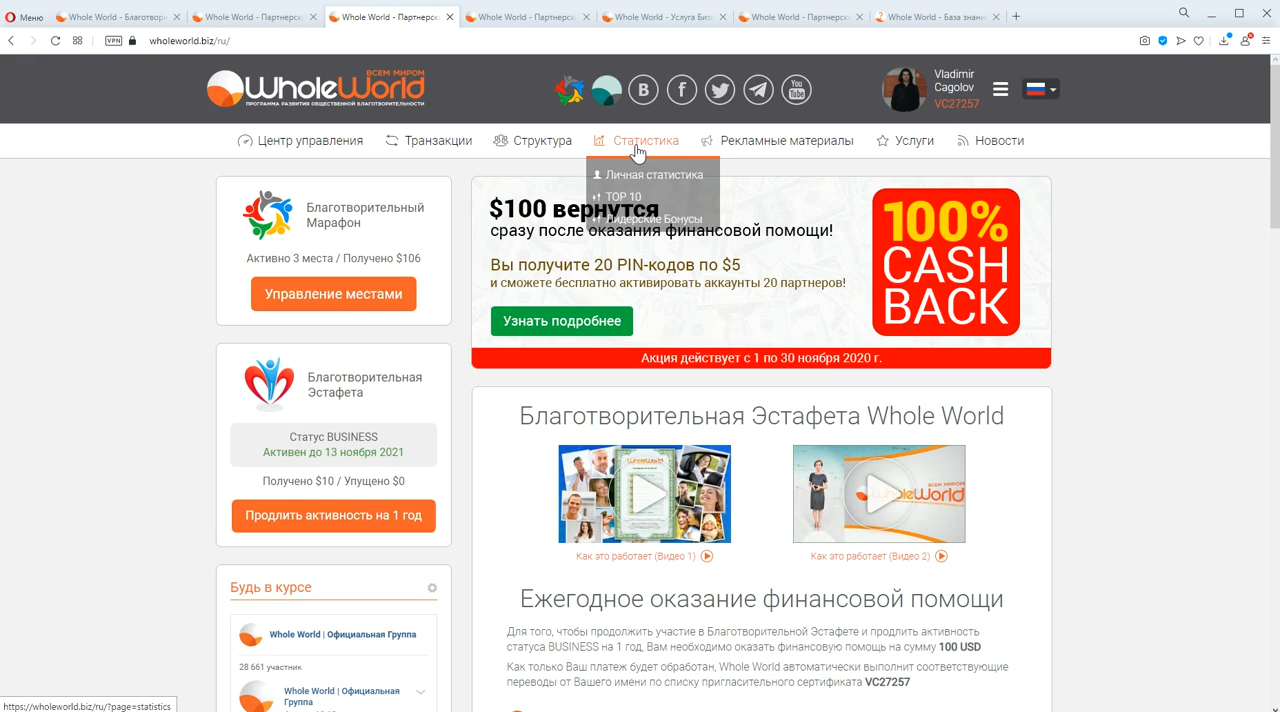 Меню
Whole World - Благотвори
Whole World - Партнерск
Whole World - Партнерск
Whole World - Партнерск
Whole World - Услуга Биз
Whole World - Партнерск
Whole World - База знани
VPN
wholeworld.biz/ru/
ВСЕМ МИРОМ
WholeWorld
ПРОГРАММА РАЗВИТИЯ ОБЩЕСТВЕННОЙ БЛАГОТВОРИТЕЛЬНОСТИ
You Tube
Vladimir
Cagolov
VC27257
Центр управления
Транзакции
Структура
Статистика
Рекламные материалы
Услуги
Новости
Личная статистика
TOP 10
Лидерские Бонусы
Благотворительный
Марафон
Активно 3 места / Получено $106
Управление местами
$100 вернутся
сразу после оказания финансовой помощи!
Вы получите 20 PIN-кодов по $5
и сможете бесплатно активировать аккаунты 20 партнеров!
Узнать подробнее
100%
CASH
BACK
Акция действует с 1 по 30 ноября 2020 г.
Благотворительная
Эстафета
Статус BUSINESS
Активен до 13 ноября 2021
Получено $10 / Упущено $0
Продлить активность на 1 год
Благотворительная Эстафета Whole World
WholeWorld
Как это работает (Видео 1)
Как это работает (Видео 2)
Ежегодное оказание финансовой помощи
Для того, чтобы продолжить участие в Благотворительной Эстафете и продлить активность
статуса BUSINESS на 1 год, Вам необходимо оказать финансовую помощь на сумму 100 USD
Как только Ваш платеж будет обработан, Whole World автоматически выполнит соответствующие
переводы от Вашего имени по списку пригласительного сертификата VC27257
Будь в курсе
Whole World | Официальная Группа
28 661 участник
Whole World | Официальная
Группа
https://wholeworld.biz/ru/?page=statistics